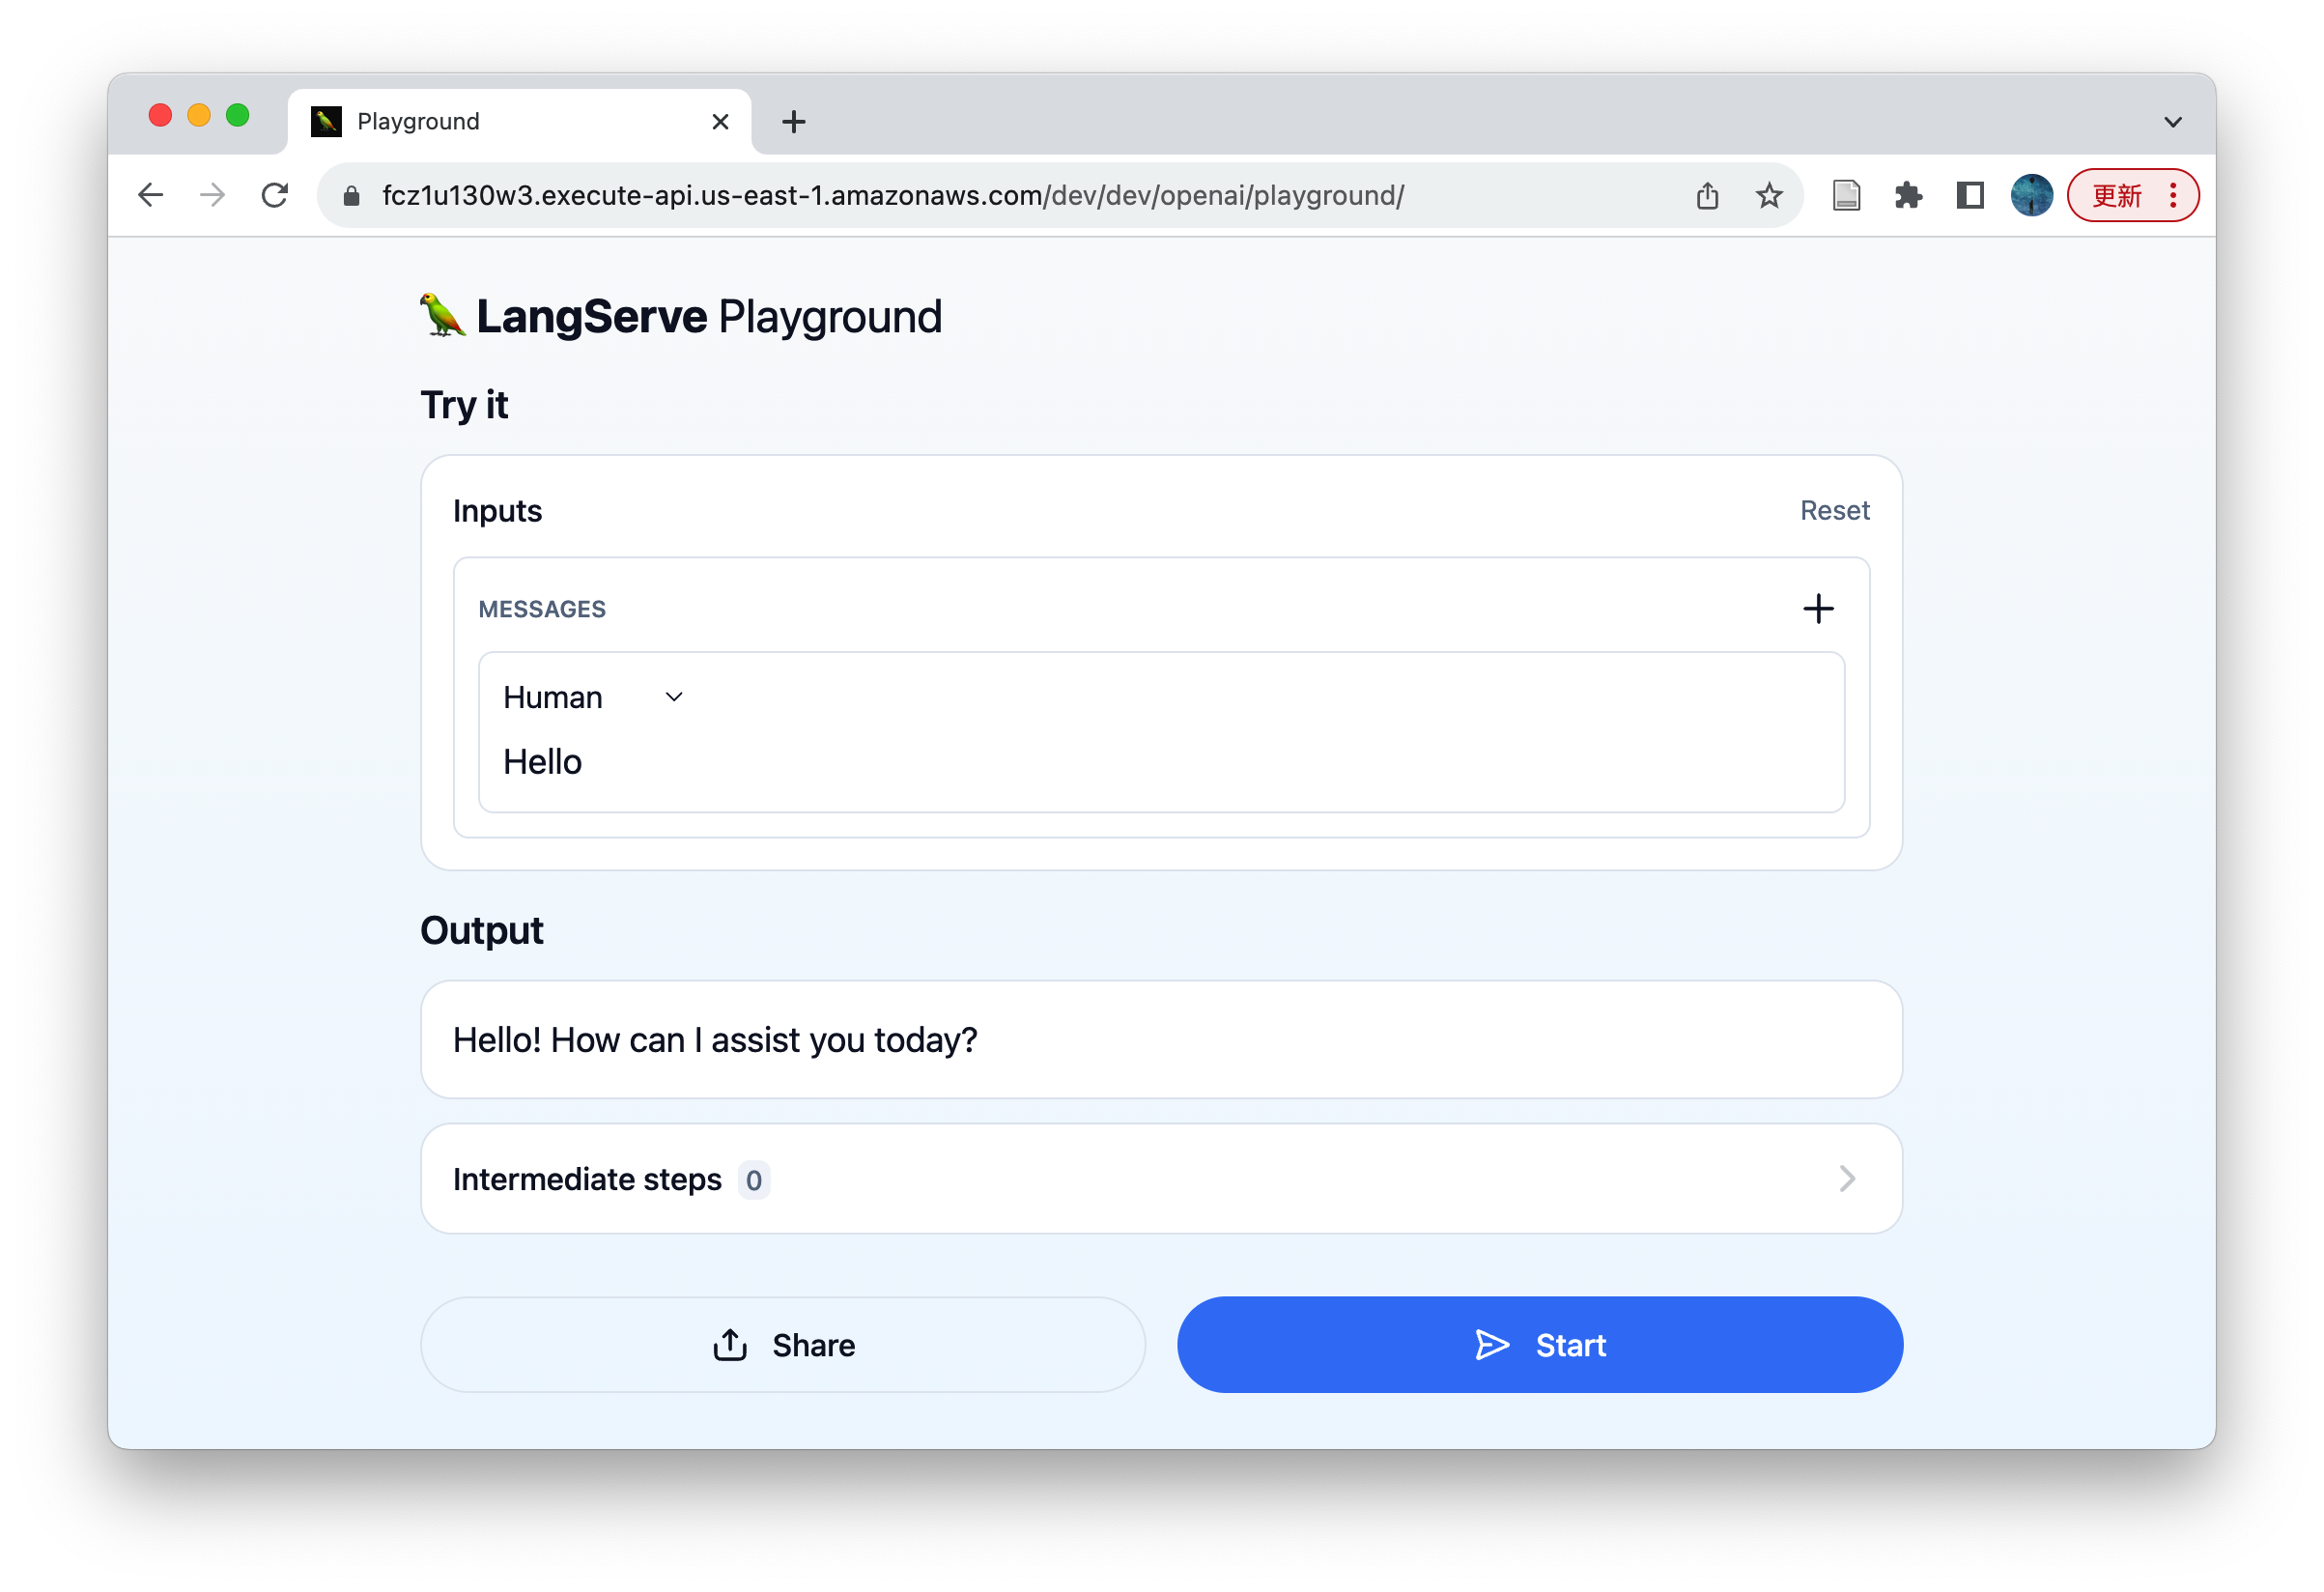 Playground
fcz1u130w3.execute-api.us-east-1.amazonaws.com/dev/dev/openai/playground/
更新
LangServe Playground
Try it
Inputs
Reset
MESSAGES
Human
Hello
Output
Hello! How can I assist you today?
Intermediate steps 0
Share
Start